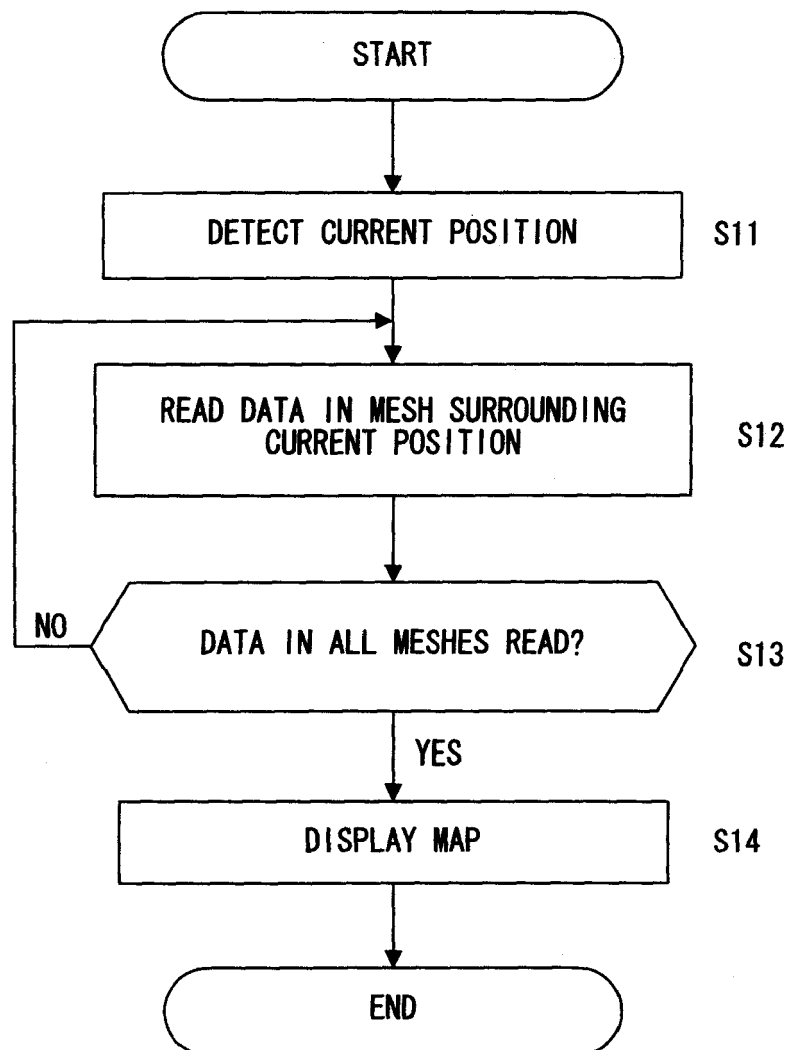 START
DETECT CURRENT POSITION
S11
READ DATA IN MESH SURROUNDING
CURRENT POSITION
S12
DATA IN ALL MESHES READ?
S13
NO
YES
DISPLAY MAP
S14
END